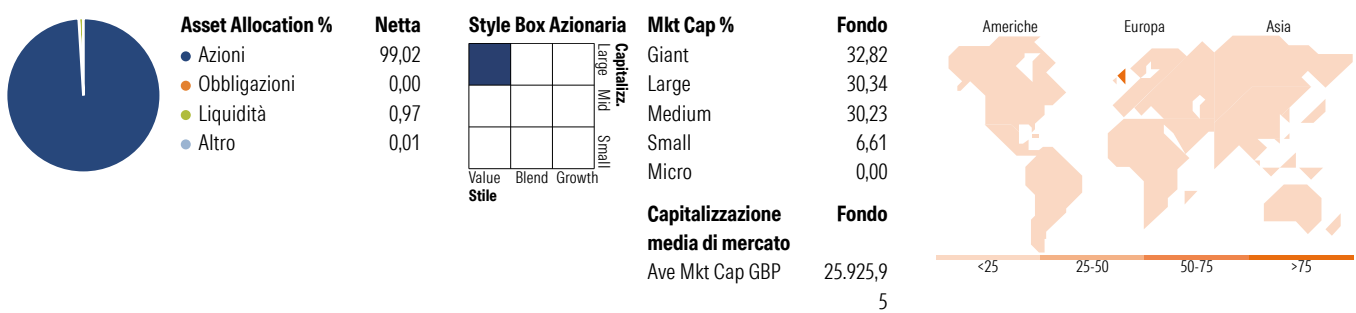 Asset Allocation % Netta
Azioni 99,02
Obbligazioni 0,00
Liquidità 0,97
Altro 0,01
Style Box Azionaria
Large Mid Small
Capitalizz.
Value Blend Growth
Stile
Mkt Cap % Fondo
Giant 32,82
Large 30,34
Medium 30,23
Small 6,61
Micro 0,00
Capitalizzazione Fondo
media di mercato
Ave Mkt Cap GBP 25.925,9
5
Americhe Europa Asia
<25 25-50 50-75 >75